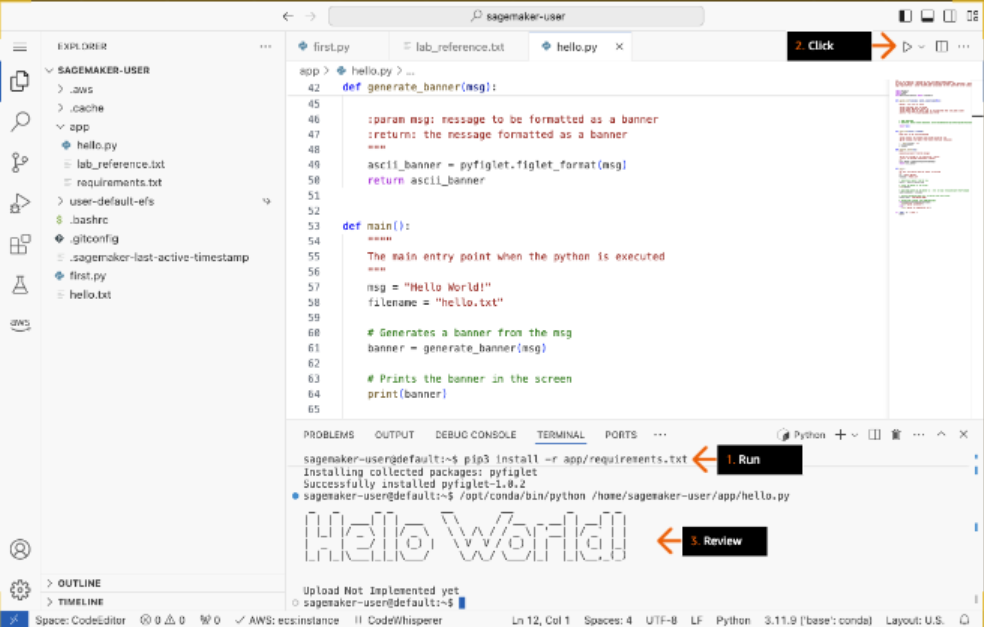 sagemaker-user
EXPLORER
SAGEMAKER-USER
.aws
.cache
app
hello.py
lab_reference.txt
requirements.txt
user-default-efs
.bashrc
.gitconfig
.sagemaker-last-active-timestamp
first.py
hello.txt
OUTLINE
TIMELINE
aws
first.py
lab_reference.txt
hello.py
2. Click
app > hello.py > ...
42 def generate_banner(msg):
45
46 :param msg: message to be formatted as a banner
47 :return: the message formatted as a banner
48 """
49 ascii_banner = pyfiglet.figlet_format(msg)
50 return ascii_banner
51
52
53 def main():
54 """"
55 The main entry point when the python is executed
56 """
57 msg = "Hello World!"
58 filename = "hello.txt"
59
60 # Generates a banner from the msg
61 banner = generate_banner(msg)
62
63 # Prints the banner in the screen
64 print(banner)
65
PROBLEMS OUTPUT DEBUG CONSOLE TERMINAL PORTS
Python
sagemaker-user@default:~$ pip3 install -r app/requirements.txt
1. Run
Installing collected packages: pyfiglet
Successfully installed pyfiglet-1.0.2
sagemaker-user@default:~$ /opt/conda/bin/python /home/sagemaker-user/app/hello.py
Hello World!
3. Review
Upload Not Implemented yet
sagemaker-user@default:~$
Space: CodeEditor 0 0 0 AWS: ecs:instance CodeWhisperer Ln 12, Col 1 Spaces: 4 UTF-8 LF Python 3.11.9 ('base': conda) Layout: U.S.